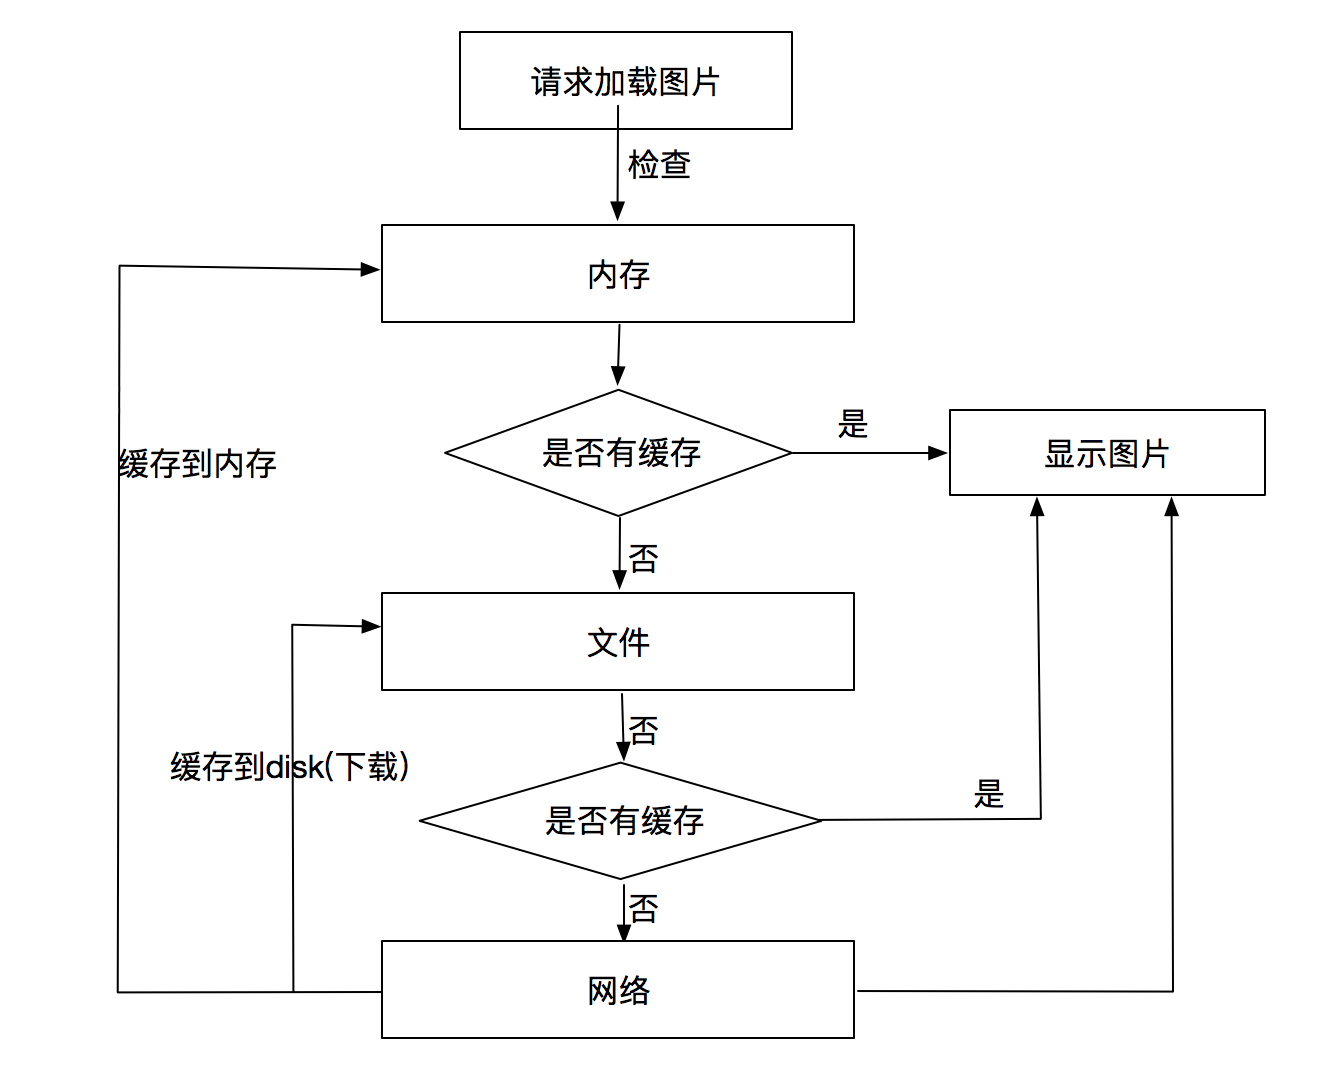 请求加载图片
检查
内存
是
是否有缓存
显示图片
缓存到内存
否
文件
否
缓存到disk(下载)
是
是否有缓存
否
网络